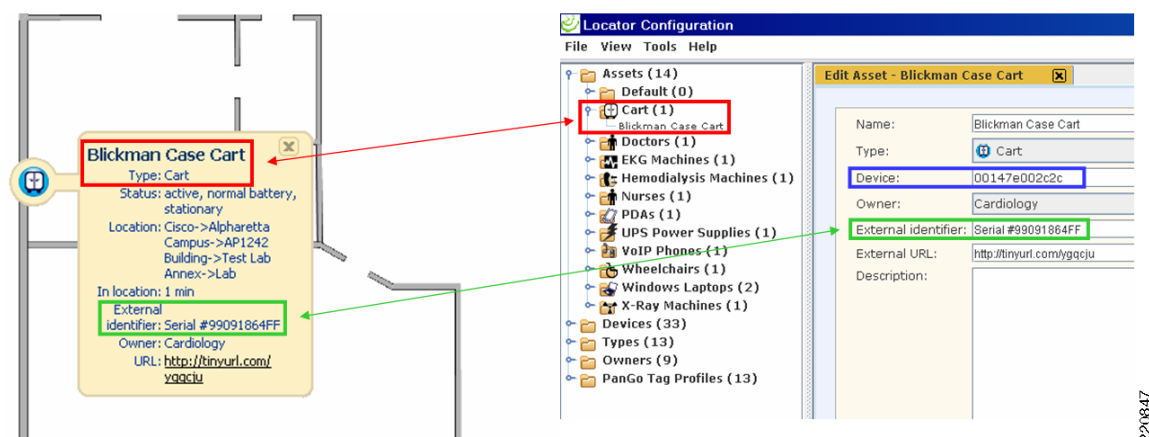 Blickman Case Cart
Type: Cart
Status: active, normal battery,
stationary
Location: Cisco->Alpharetta
Campus->AP1242
Building->Test Lab
Annex->Lab
In location: 1 min
External
identifier: Serial #99091864FF
Owner: Cardiology
URL: http://tinyurl.com/
ygqcju
Locator Configuration
File View Tools Help
Assets (14)
Default (0)
Cart (1)
Blickman Case Cart
Doctors (1)
EKG Machines (1)
Hemodialysis Machines (1)
Nurses (1)
PDAs (1)
UPS Power Supplies (1)
VoIP Phones (1)
Wheelchairs (1)
Windows Laptops (2)
X-Ray Machines (1)
Devices (33)
Types (13)
Owners (9)
PanGo Tag Profiles (13)
Edit Asset - Blickman Case Cart
Name: Blickman Case Cart
Type: Cart
Device: 00147e002c2c
Owner: Cardiology
External identifier: Serial #99091864FF
External URL: http://tinyurl.com/ygqcju
Description:
220847